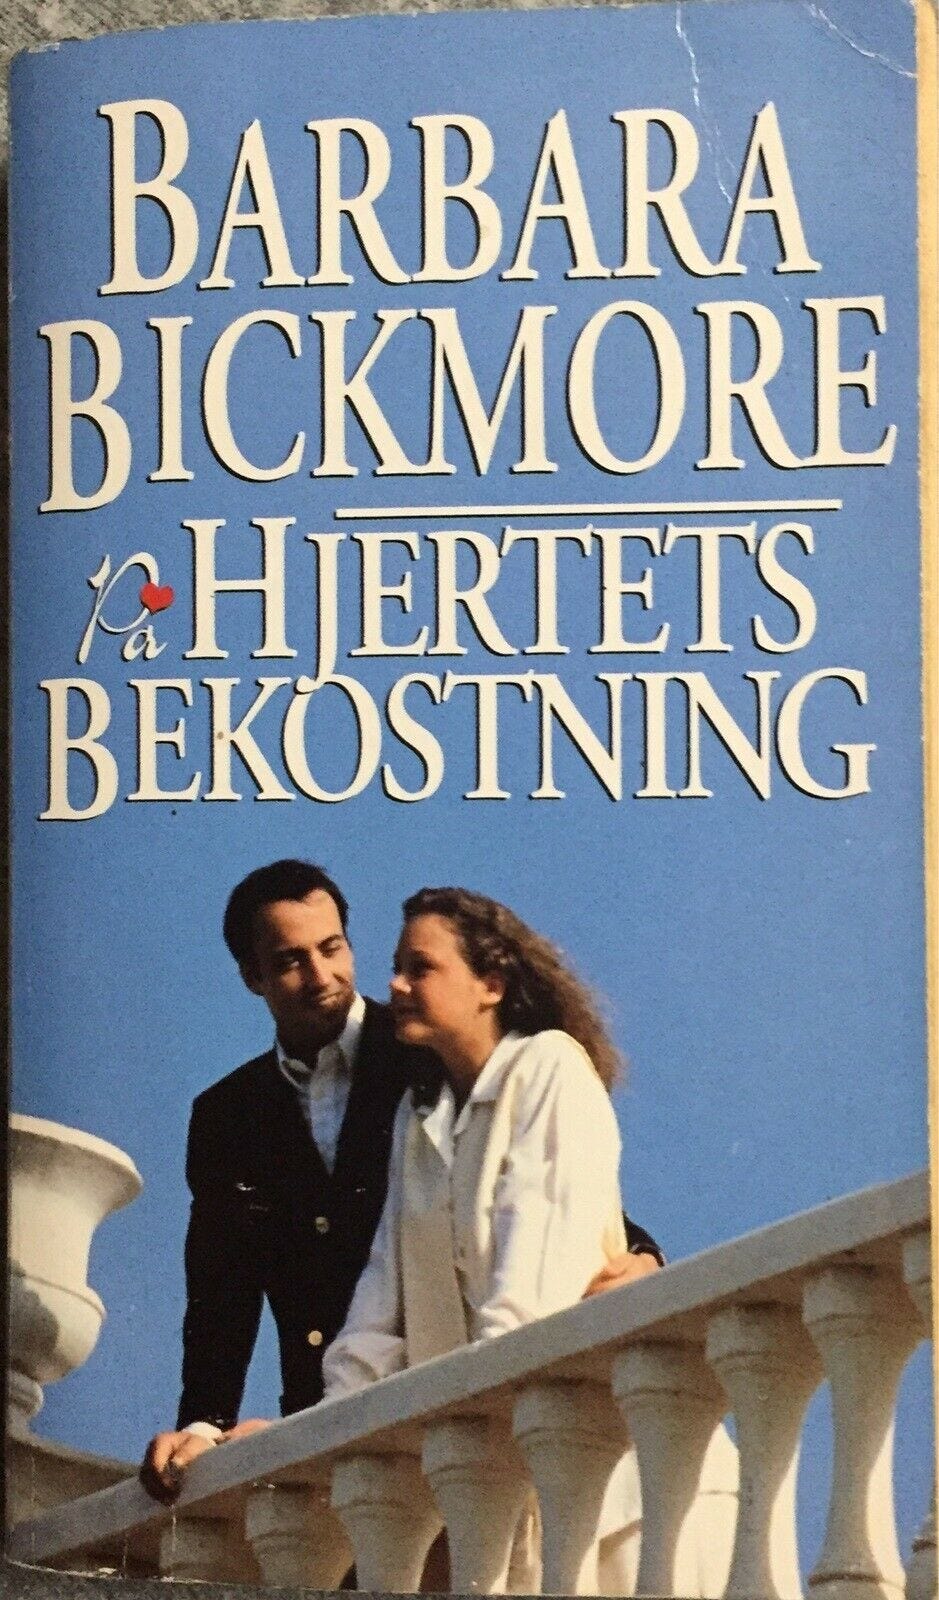 BARBARA
BICKMORE
På HJERTETS
BEKOSTNING